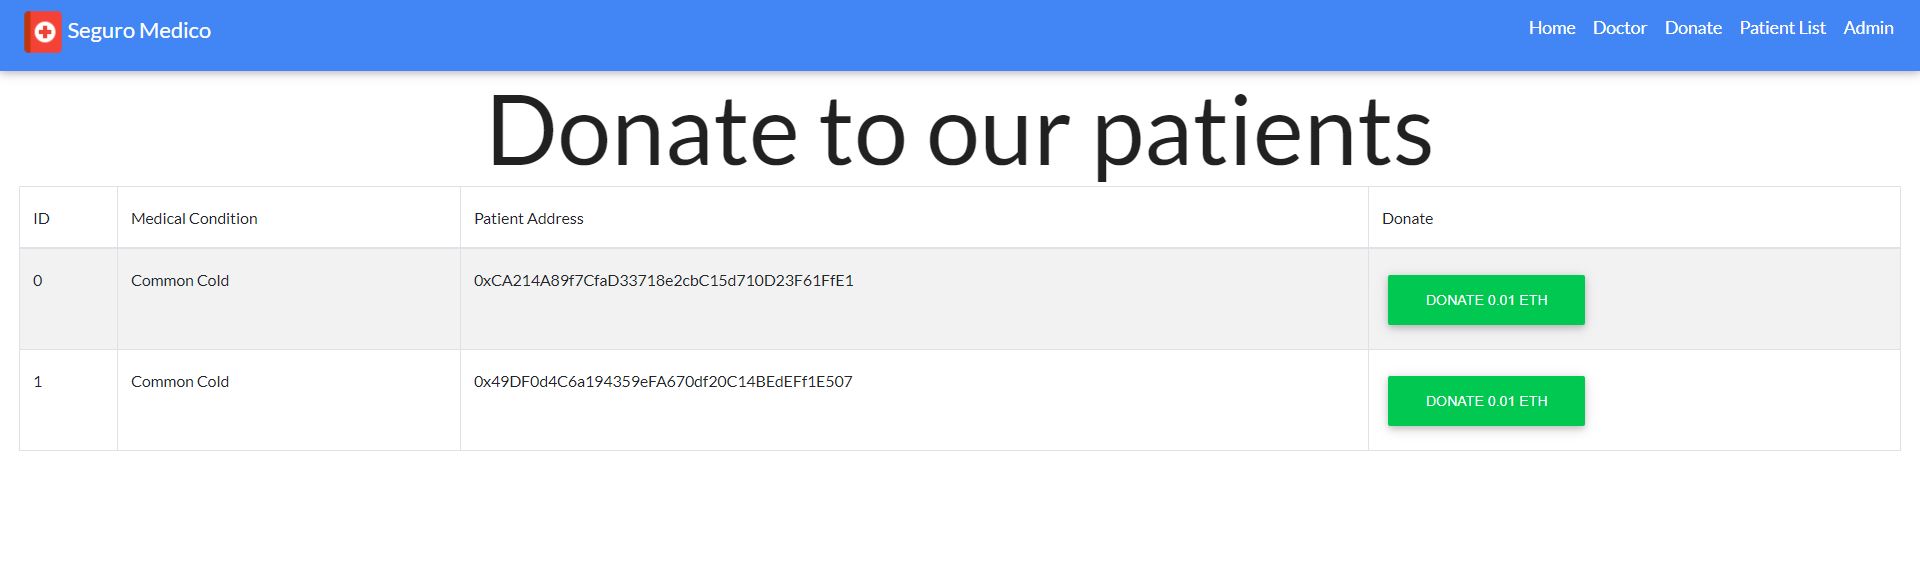 Seguro Medico
Home Doctor Donate Patient List Admin
Donate to our patients
ID Medical Condition Patient Address Donate
0 Common Cold 0xCA214A89f7CfaD33718e2cbC15d710D23F61FfE1 DONATE 0.01 ETH
1 Common Cold 0x49DF0d4C6a194359eFA670df20C14BEdEFf1E507 DONATE 0.01 ETH